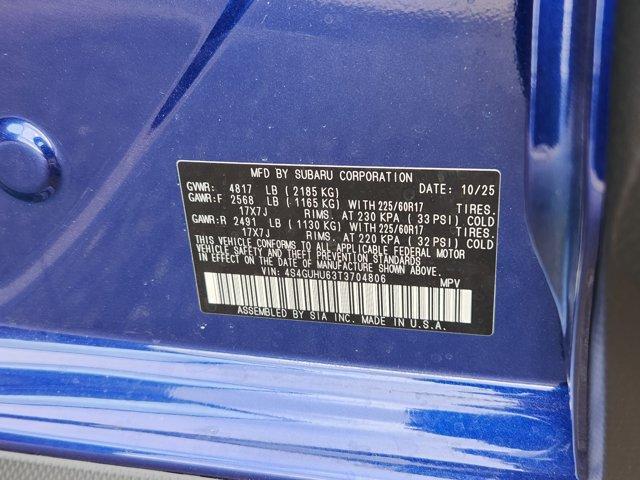 MFD BY SUBARU CORPORATION
GVWR: 4817 LB (2185 KG) DATE: 10/25
GAWR:F 2568 LB (1165 KG) WITH 225/60R17 TIRES.
17X7J RIMS. AT 230 KPA (33 PSI) COLD
GAWR:R 2491 LB (1130 KG) WITH 225/60R17 TIRES.
17X7J RIMS. AT 220 KPA (32 PSI) COLD
THIS VEHICLE CONFORMS TO ALL APPLICABLE FEDERAL MOTOR
VEHICLE SAFETY AND THEFT PREVENTION STANDARDS
IN EFFECT ON THE DATE OF MANUFACTURE SHOWN ABOVE.
VIN: 4S4GUHU63T3704806 MPV
ASSEMBLED BY SIA INC. MADE IN U.S.A.